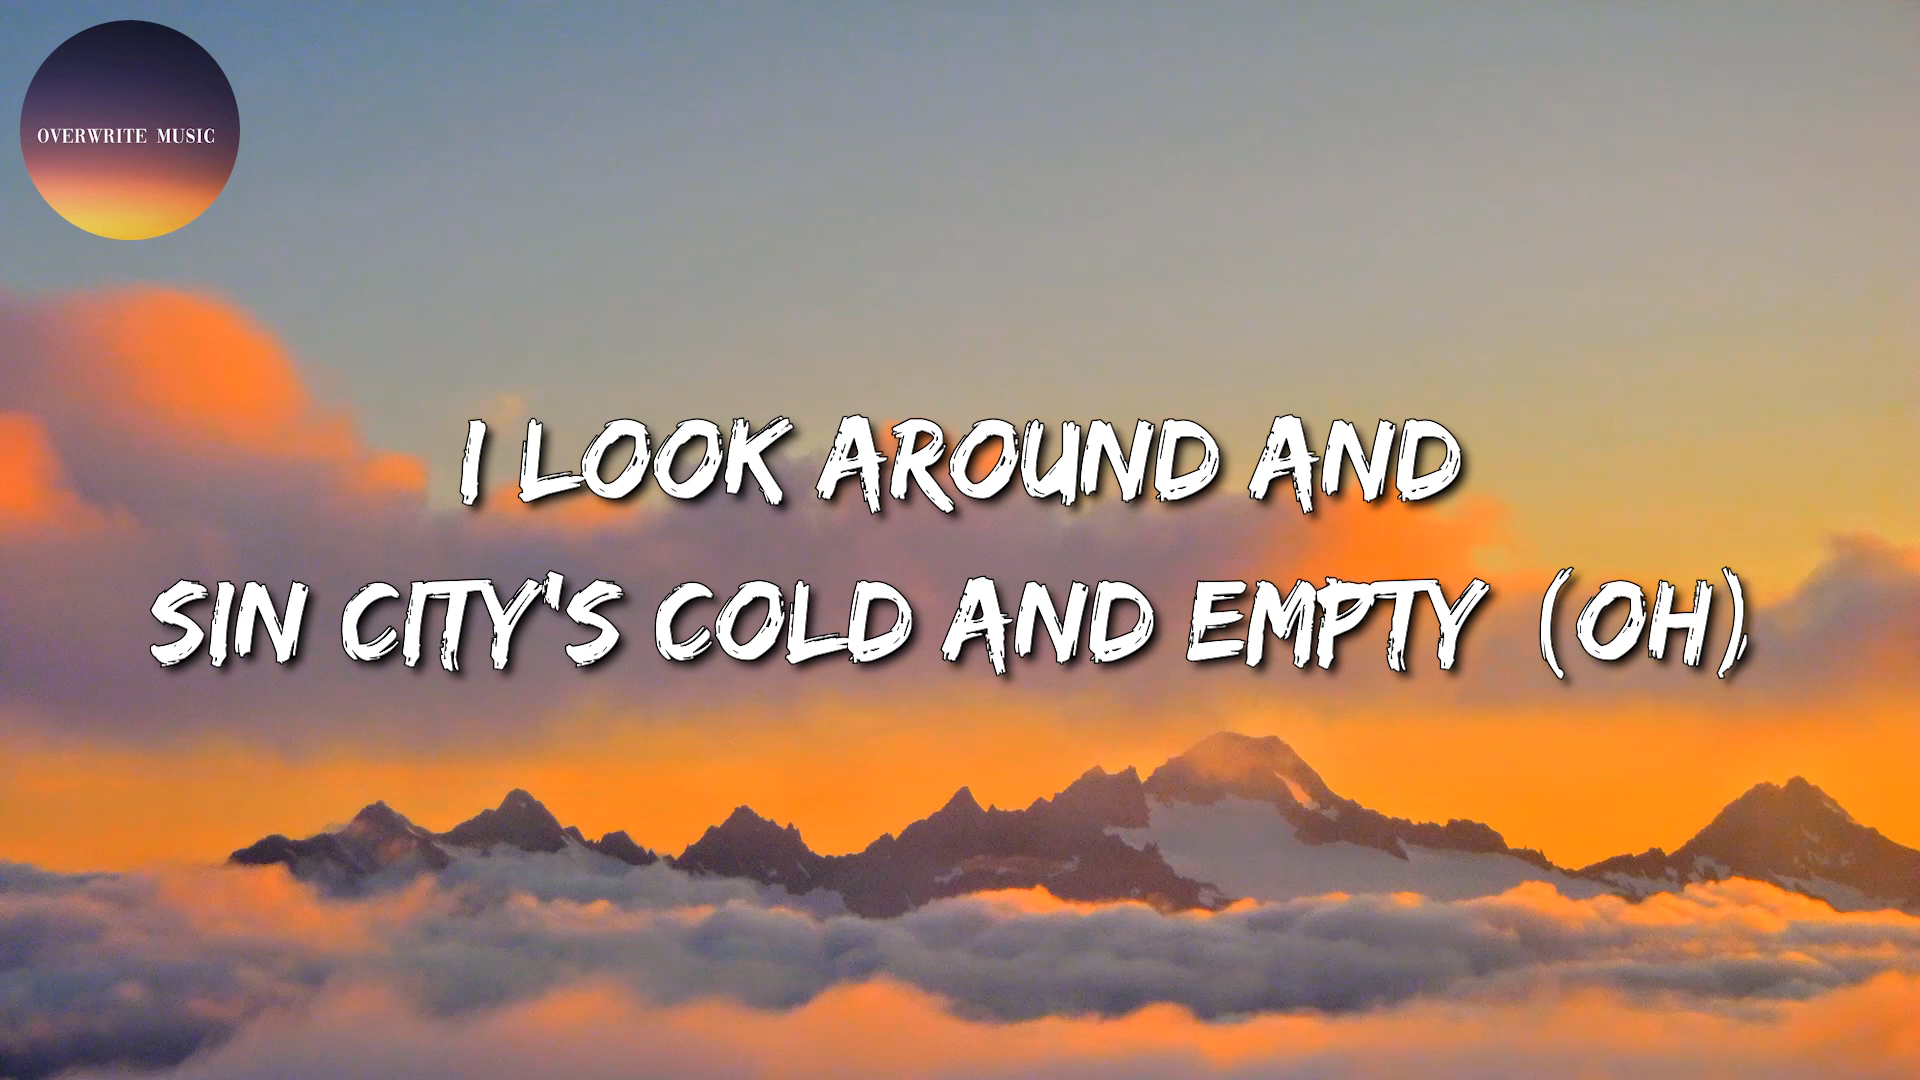 OVERWRITE MUSIC
I LOOK AROUND AND
SIN CITY'S COLD AND EMPTY (OH)